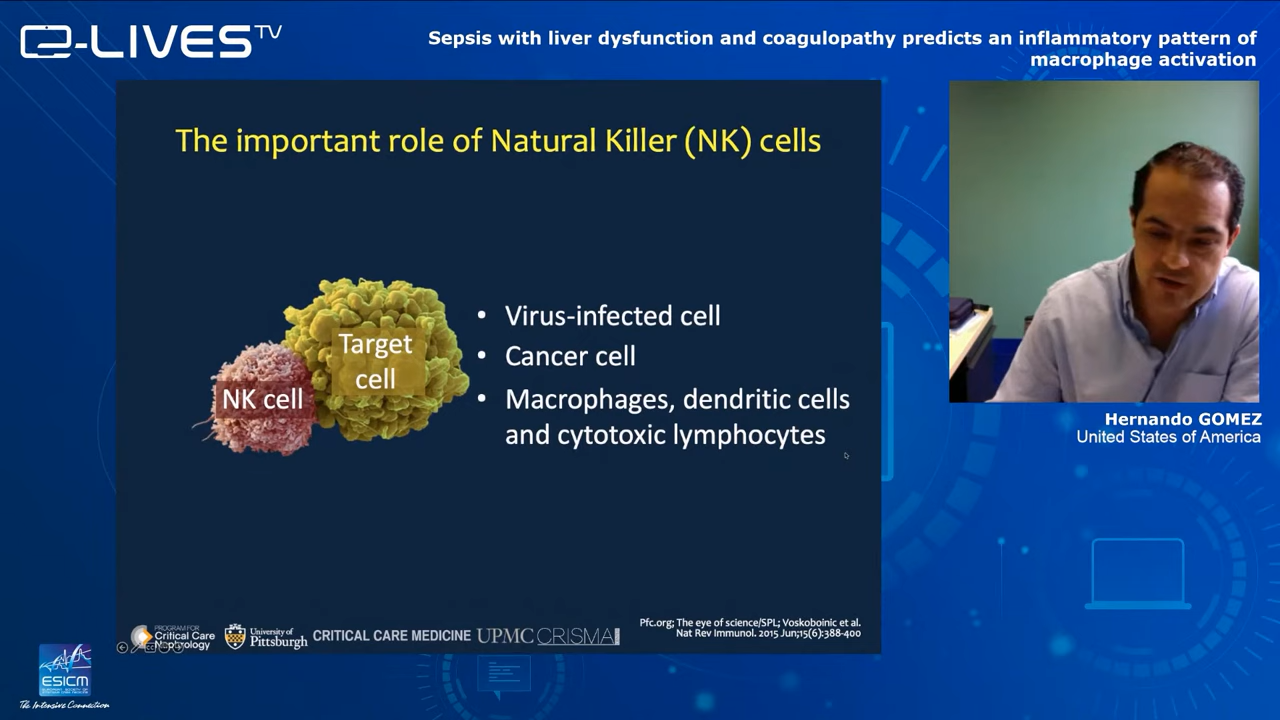 e-LIVES TV
Sepsis with liver dysfunction and coagulopathy predicts an inflammatory pattern of
macrophage activation
The important role of Natural Killer (NK) cells
Target
cell
NK cell
• Virus-infected cell
• Cancer cell
• Macrophages, dendritic cells
and cytotoxic lymphocytes
Hernando GOMEZ
United States of America
PROGRAM FOR
Critical Care
Nephrology
University of
Pittsburgh
CRITICAL CARE MEDICINE
UPMC
CRISMA
Pfc.org; The eye of science/SPL; Voskoboinic et al.
Nat Rev Immunol. 2015 Jun;15(6):388-400
ESICM
The Intensive Connection